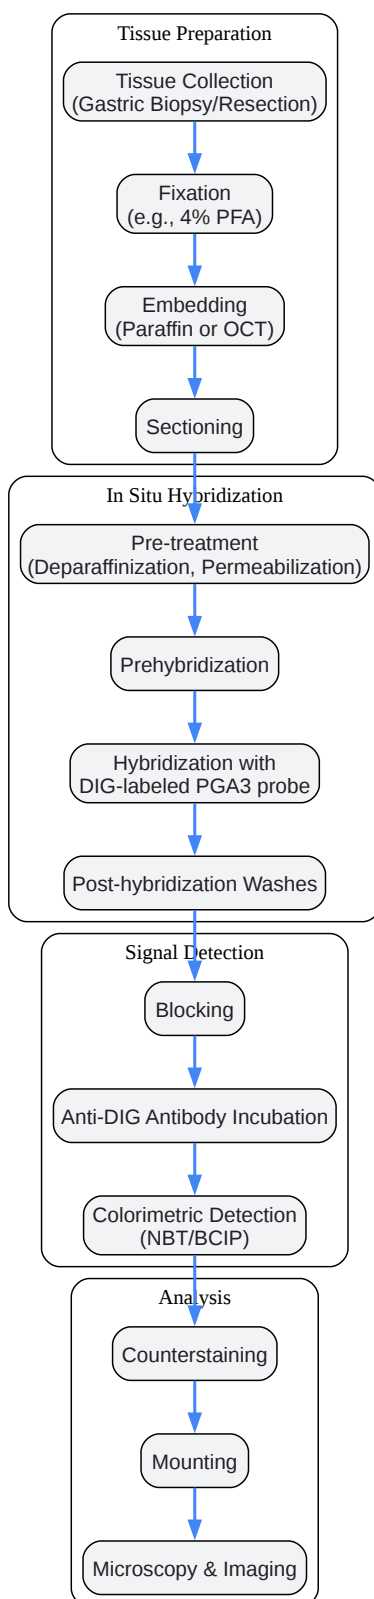 Tissue Preparation
Tissue Collection
(Gastric Biopsy/Resection)
Fixation
(e.g., 4% PFA)
Embedding
(Paraffin or OCT)
Sectioning
In Situ Hybridization
Pre-treatment
(Deparaffinization, Permeabilization)
Prehybridization
Hybridization with
DIG-labeled PGA3 probe
Post-hybridization Washes
Signal Detection
Blocking
Anti-DIG Antibody Incubation
Colorimetric Detection
(NBT/BCIP)
Analysis
Counterstaining
Mounting
Microscopy & Imaging